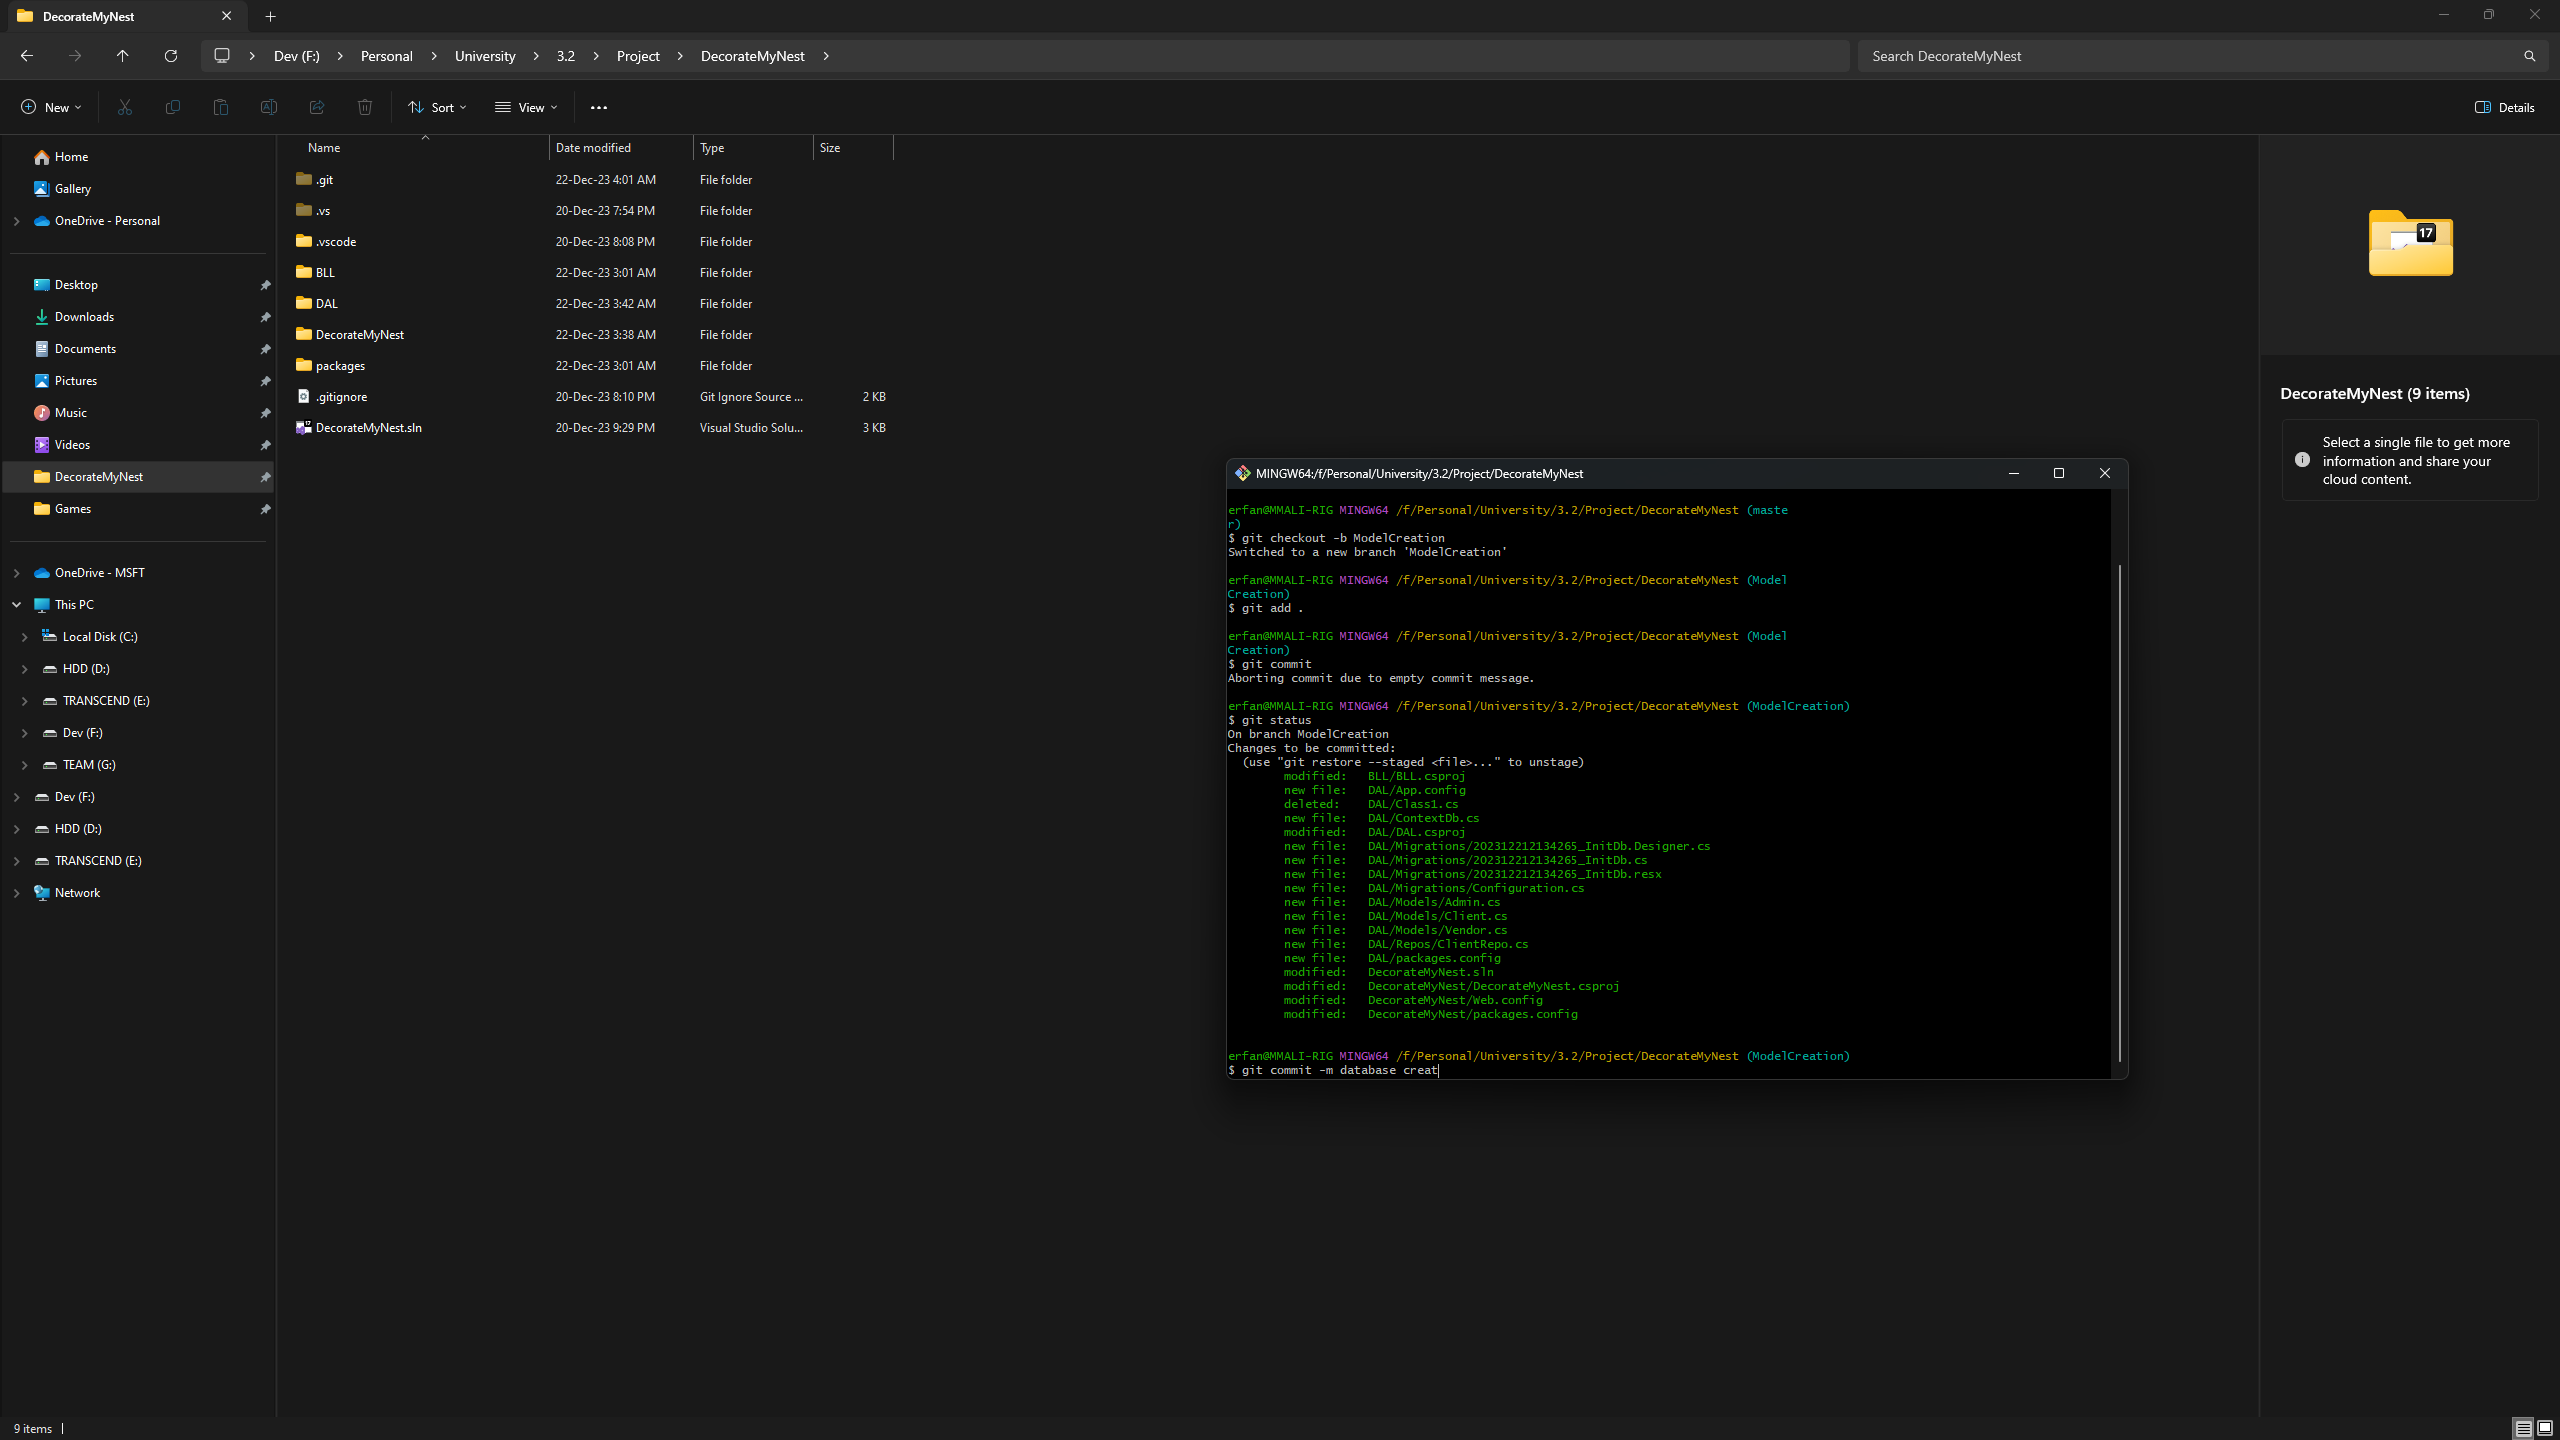 DecorateMyNest
Dev (F:) Personal University 3.2 Project DecorateMyNest
Search DecorateMyNest
New Sort View Details
Home
Gallery
OneDrive - Personal
Desktop
Downloads
Documents
Pictures
Music
Videos
DecorateMyNest
Games
OneDrive - MSFT
This PC
Local Disk (C:)
HDD (D:)
TRANSCEND (E:)
Dev (F:)
TEAM (G:)
Dev (F:)
HDD (D:)
TRANSCEND (E:)
Network
Name Date modified Type Size
.git 22-Dec-23 4:01 AM File folder
.vs 20-Dec-23 7:54 PM File folder
.vscode 20-Dec-23 8:08 PM File folder
BLL 22-Dec-23 3:01 AM File folder
DAL 22-Dec-23 3:42 AM File folder
DecorateMyNest 22-Dec-23 3:38 AM File folder
packages 22-Dec-23 3:01 AM File folder
.gitignore 20-Dec-23 8:10 PM Git Ignore Source ... 2 KB
DecorateMyNest.sln 20-Dec-23 9:29 PM Visual Studio Solu... 3 KB
MINGW64:/f/Personal/University/3.2/Project/DecorateMyNest
erfan@MMALI-RIG MINGW64 /f/Personal/University/3.2/Project/DecorateMyNest (maste
r)
$ git checkout -b ModelCreation
Switched to a new branch 'ModelCreation'
erfan@MMALI-RIG MINGW64 /f/Personal/University/3.2/Project/DecorateMyNest (Model
Creation)
$ git add .
erfan@MMALI-RIG MINGW64 /f/Personal/University/3.2/Project/DecorateMyNest (Model
Creation)
$ git commit
Aborting commit due to empty commit message.
erfan@MMALI-RIG MINGW64 /f/Personal/University/3.2/Project/DecorateMyNest (ModelCreation)
$ git status
On branch ModelCreation
Changes to be committed:
(use "git restore --staged <file>..." to unstage)
modified: BLL/BLL.csproj
new file: DAL/App.config
deleted: DAL/Class1.cs
new file: DAL/ContextDb.cs
modified: DAL/DAL.csproj
new file: DAL/Migrations/202312212134265_InitDb.Designer.cs
new file: DAL/Migrations/202312212134265_InitDb.cs
new file: DAL/Migrations/202312212134265_InitDb.resx
new file: DAL/Migrations/Configuration.cs
new file: DAL/Models/Admin.cs
new file: DAL/Models/Client.cs
new file: DAL/Models/Vendor.cs
new file: DAL/Repos/ClientRepo.cs
new file: DAL/packages.config
modified: DecorateMyNest.sln
modified: DecorateMyNest/DecorateMyNest.csproj
modified: DecorateMyNest/Web.config
modified: DecorateMyNest/packages.config
erfan@MMALI-RIG MINGW64 /f/Personal/University/3.2/Project/DecorateMyNest (ModelCreation)
$ git commit -m database creat
17
DecorateMyNest (9 items)
Select a single file to get more
information and share your
cloud content.
9 items